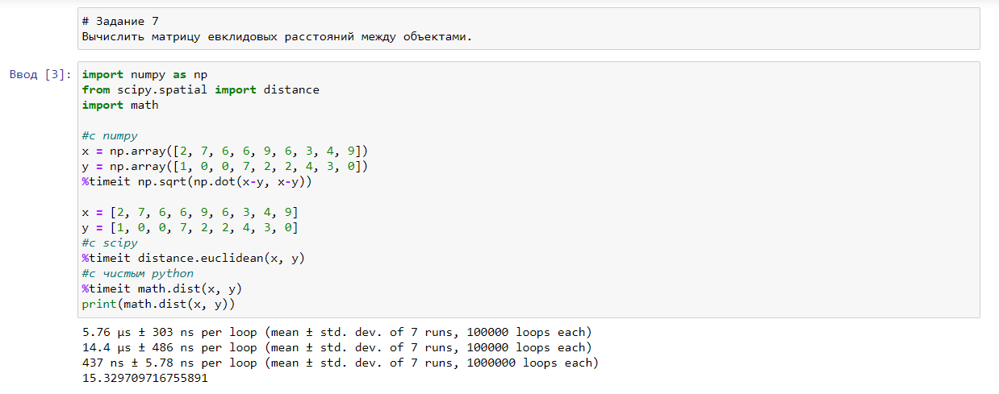 # Задание 7
Вычислить матрицу евклидовых расстояний между объектами.
Ввод [3]:
import numpy as np
from scipy.spatial import distance
import math
#с numpy
x = np.array([2, 7, 6, 6, 9, 6, 3, 4, 9])
y = np.array([1, 0, 0, 7, 2, 2, 4, 3, 0])
%timeit np.sqrt(np.dot(x-y, x-y))
x = [2, 7, 6, 6, 9, 6, 3, 4, 9]
y = [1, 0, 0, 7, 2, 2, 4, 3, 0]
#с scipy
%timeit distance.euclidean(x, y)
#с чистым python
%timeit math.dist(x, y)
print(math.dist(x, y))
5.76 µs ± 303 ns per loop (mean ± std. dev. of 7 runs, 100000 loops each)
14.4 µs ± 486 ns per loop (mean ± std. dev. of 7 runs, 100000 loops each)
437 ns ± 5.78 ns per loop (mean ± std. dev. of 7 runs, 1000000 loops each)
15.329709716755891